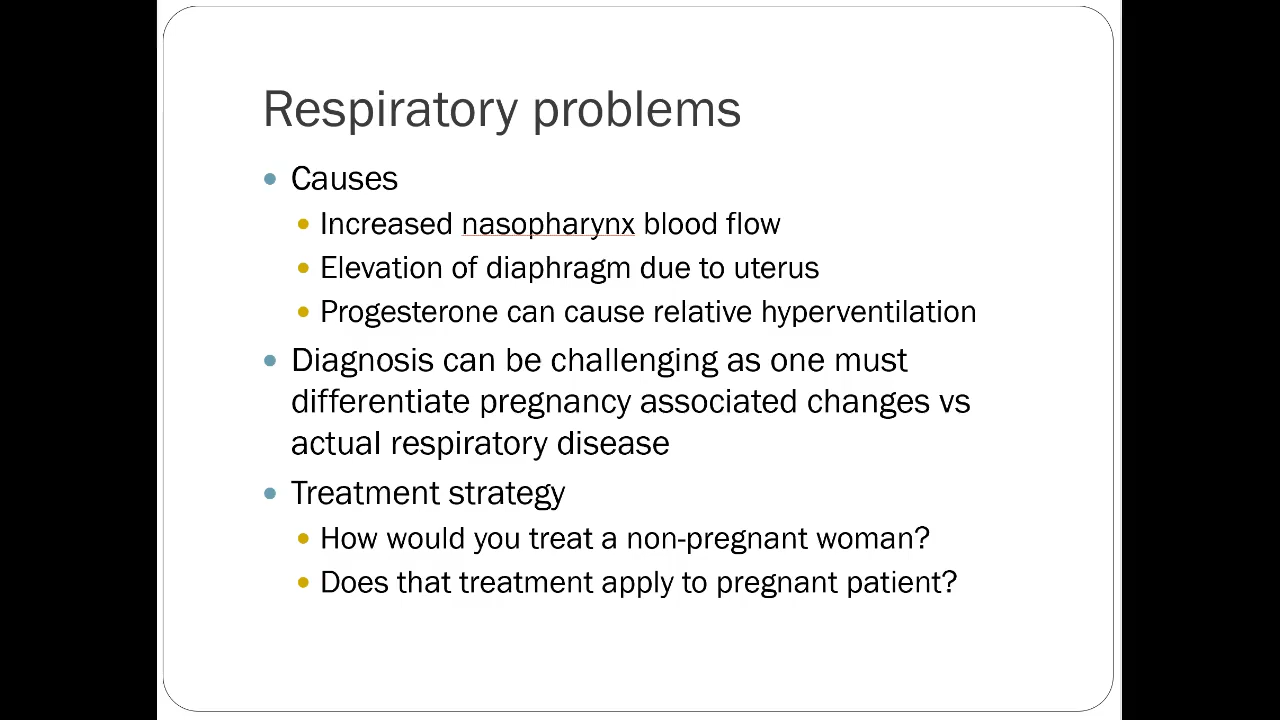 Respiratory problems
Causes
Increased nasopharynx blood flow
Elevation of diaphragm due to uterus
Progesterone can cause relative hyperventilation
Diagnosis can be challenging as one must
differentiate pregnancy associated changes vs
actual respiratory disease
Treatment strategy
How would you treat a non-pregnant woman?
Does that treatment apply to pregnant patient?